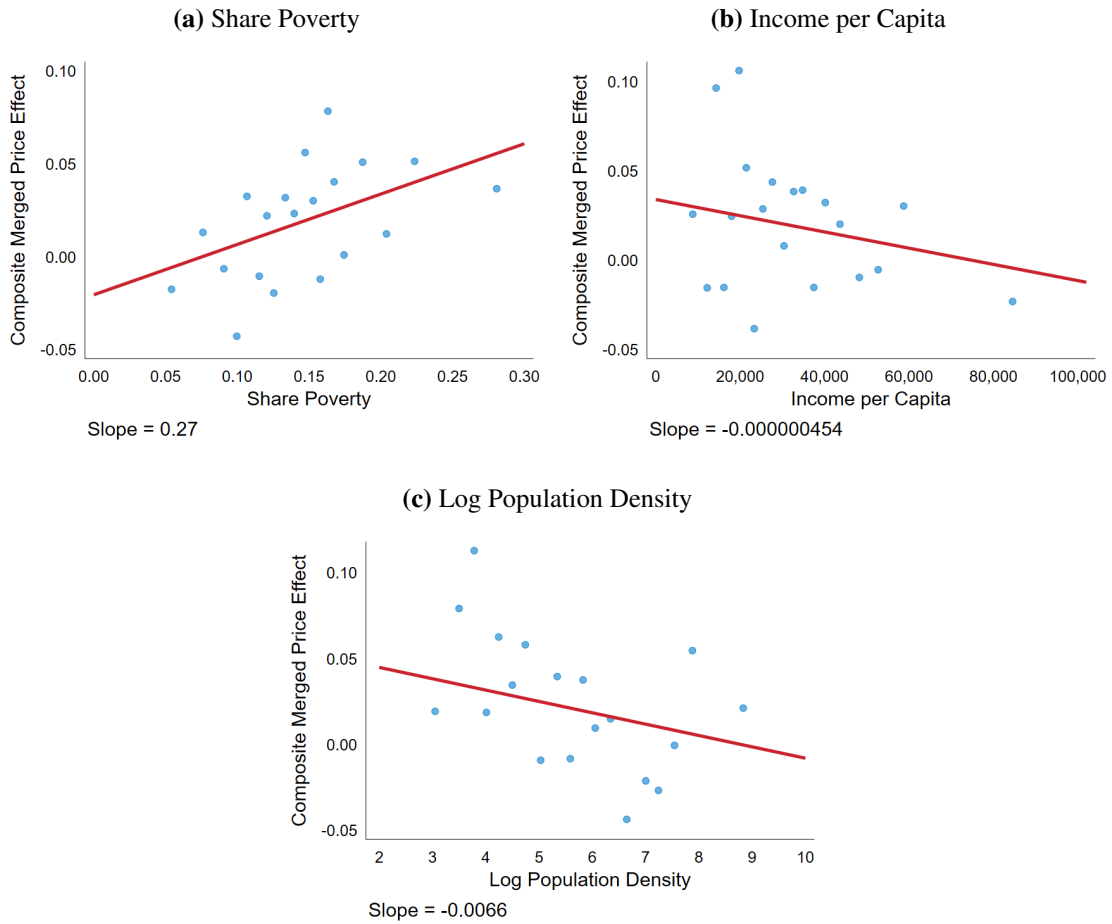 (a) Share Poverty
Composite Merged Price Effect
0.10
0.05
0.00
-0.05
0.00 0.05 0.10 0.15 0.20 0.25 0.30
Share Poverty
Slope = 0.27
(b) Income per Capita
Composite Merged Price Effect
0.10
0.05
0.00
-0.05
0 20,000 40,000 60,000 80,000 100,000
Income per Capita
Slope = -0.000000454
(c) Log Population Density
Composite Merged Price Effect
0.10
0.05
0.00
-0.05
2 3 4 5 6 7 8 9 10
Log Population Density
Slope = -0.0066